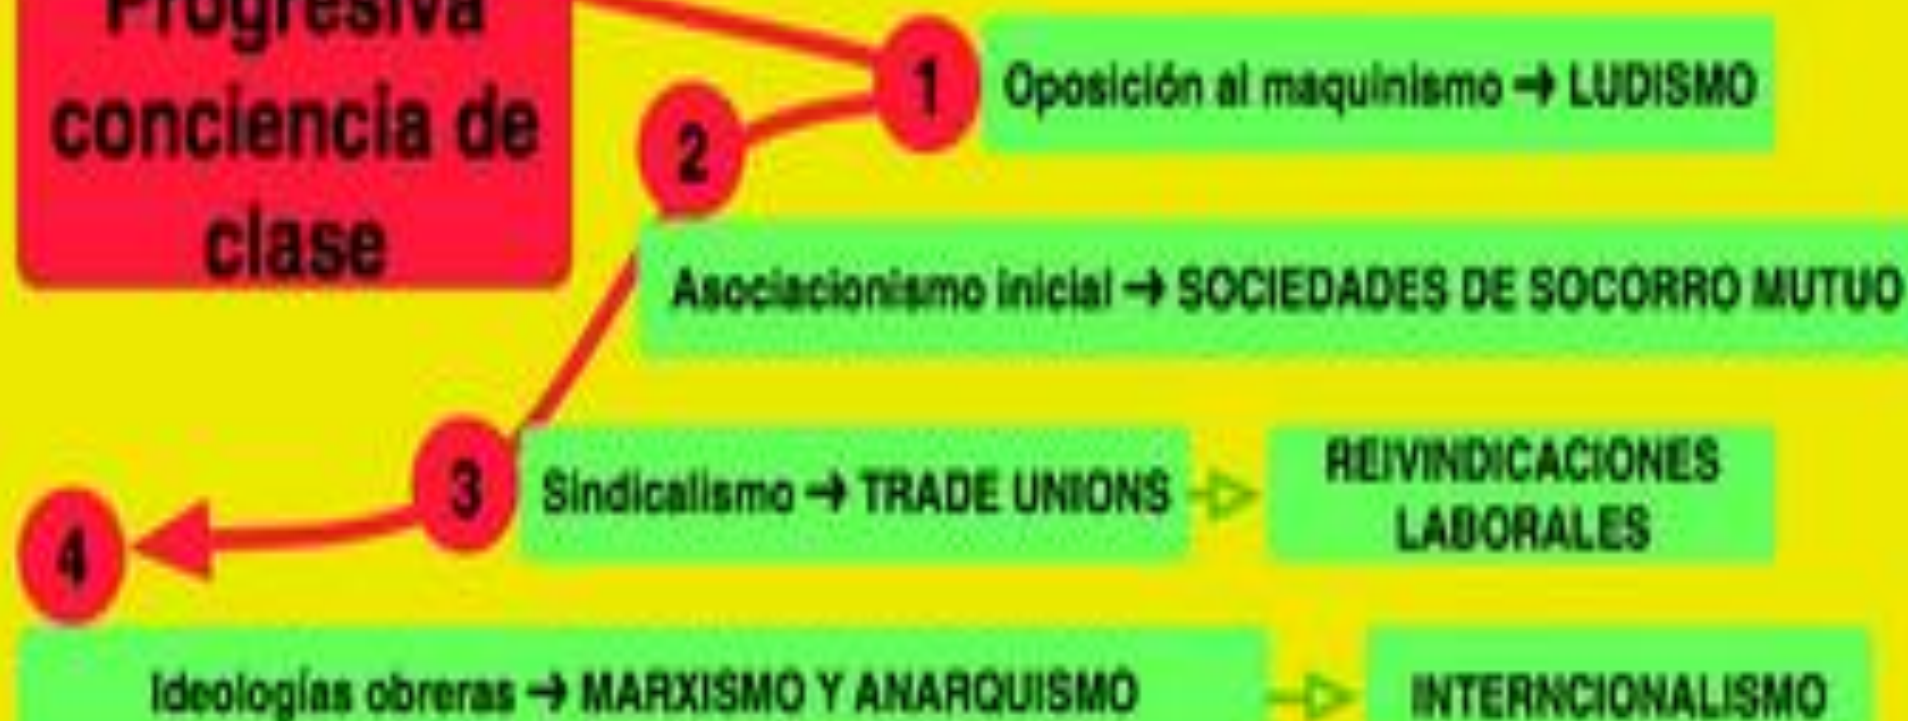 Progresiva
conciencia de
clase
1
Oposición al maquinismo → LUDISMO
2
Asociacionismo inicial → SOCIEDADES DE SOCORRO MUTUO
3
Sindicalismo → TRADE UNIONS
REIVINDICACIONES
LABORALES
4
Ideologías obreras → MARXISMO Y ANARQUISMO
INTERNCIONALISMO